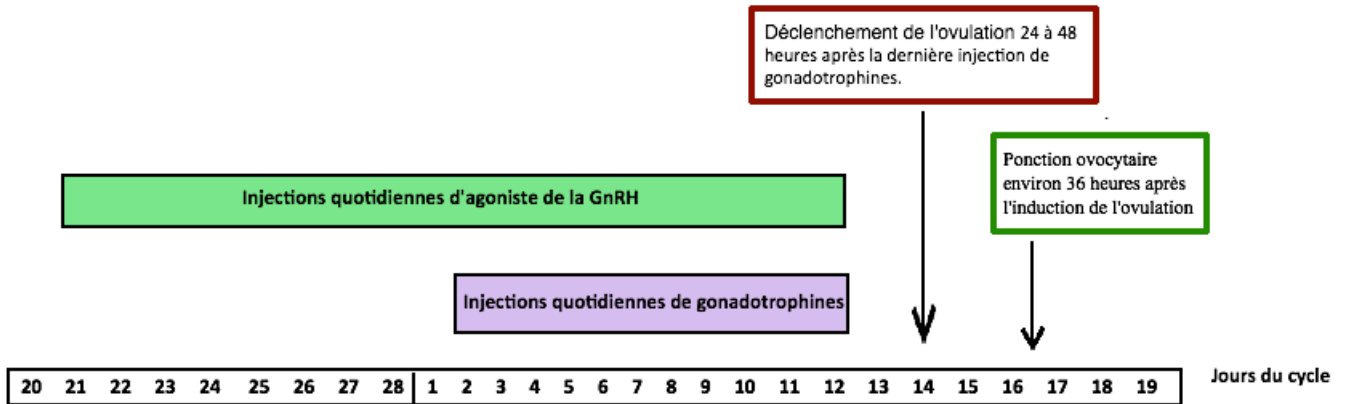 Déclenchement de l'ovulation 24 à 48
heures après la dernière injection de
gonadotrophines.
Ponction ovocytaire
environ 36 heures après
l'induction de l'ovulation
Injections quotidiennes d'agoniste de la GnRH
Injections quotidiennes de gonadotrophines
20 21 22 23 24 25 26 27 28 1 2 3 4 5 6 7 8 9 10 11 12 13 14 15 16 17 18 19 Jours du cycle